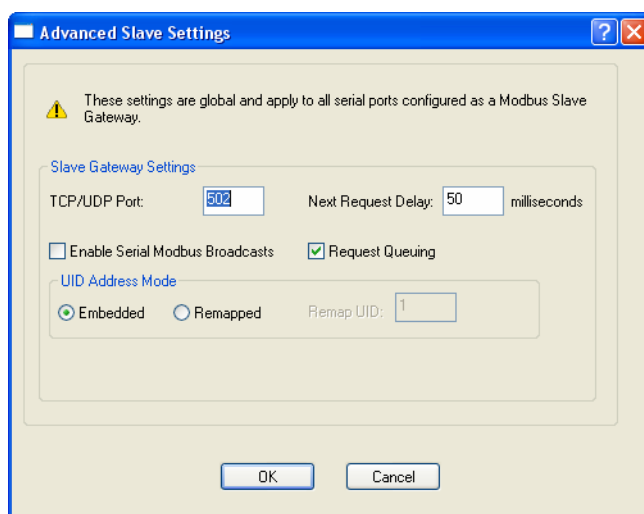 Advanced Slave Settings
These settings are global and apply to all serial ports configured as a Modbus Slave
Gateway.
Slave Gateway Settings
TCP/UDP Port: 502 Next Request Delay: 50 milliseconds
Enable Serial Modbus Broadcasts Request Queuing
UID Address Mode
Embedded Remapped Remap UID: 1
OK Cancel